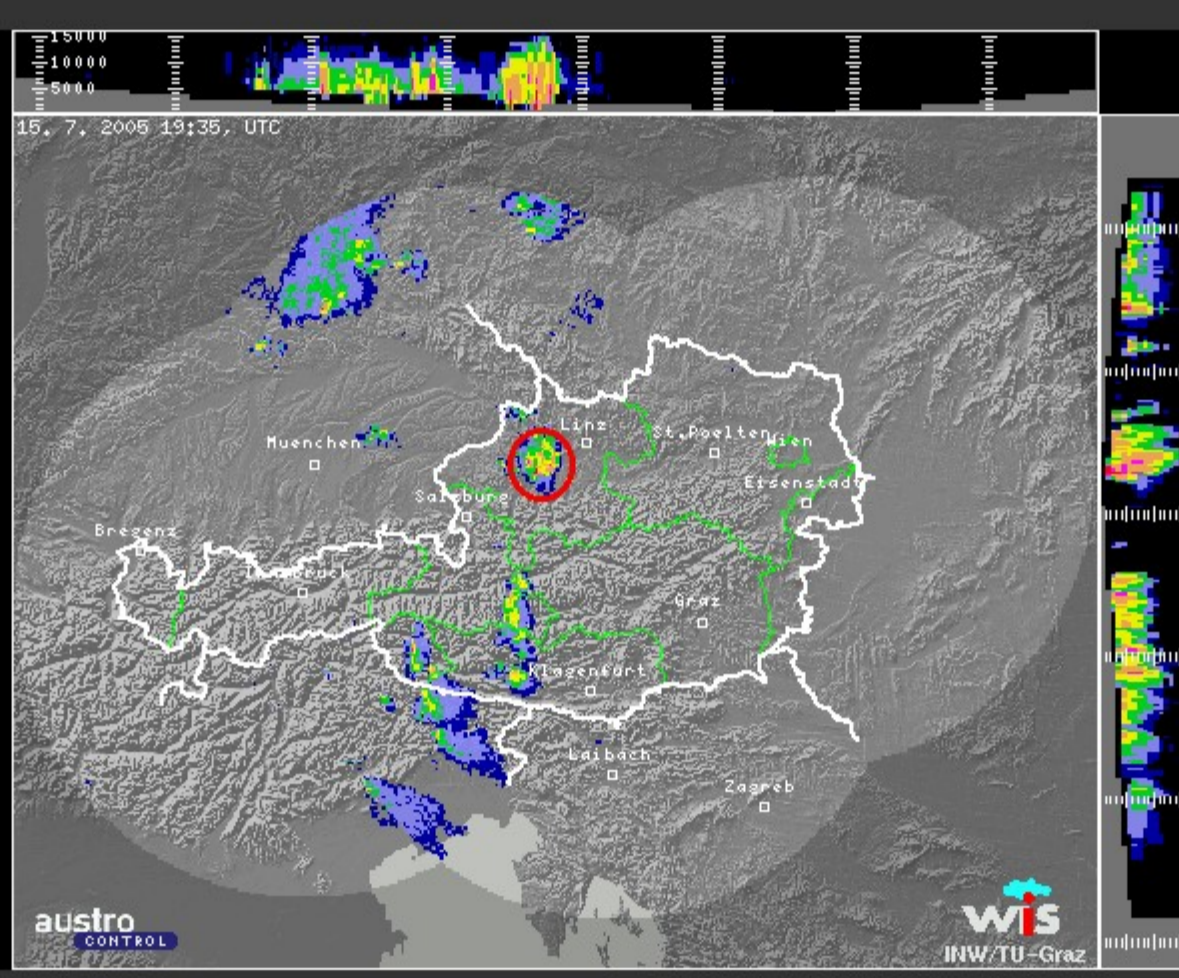 15000
10000
5000
15. 7. 2005 19:35, UTC
Linz
St.Poelten
Wien
Muenchen
Eisenstadt
Salzburg
Bregenz
Innsbruck
Graz
Klagenfurt
Laibach
Zagreb
austro
CONTROL
WIS
INW/TU-Graz